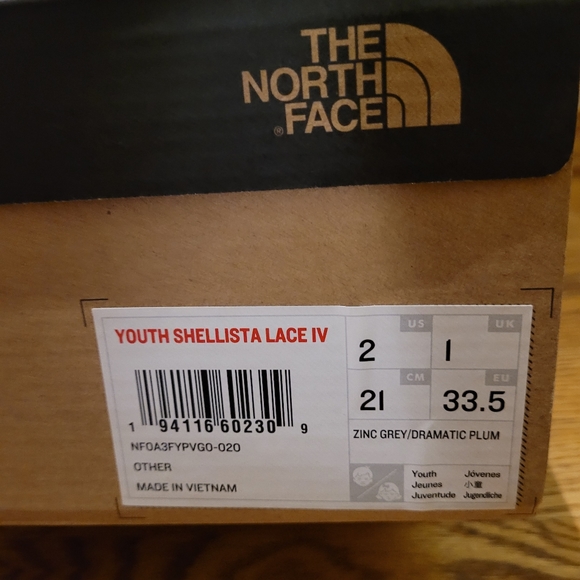 THE
NORTH
® FACE
YOUTH SHELLISTA LACE IV
1 94116 60230 9
NF0A3FYPVG0-020
OTHER
MADE IN VIETNAM
US
2
UK
1
CM
21
EU
33.5
ZINC GREY/DRAMATIC PLUM
Youth Jóvenes
Jeunes 小童
Juventude Jugendliche